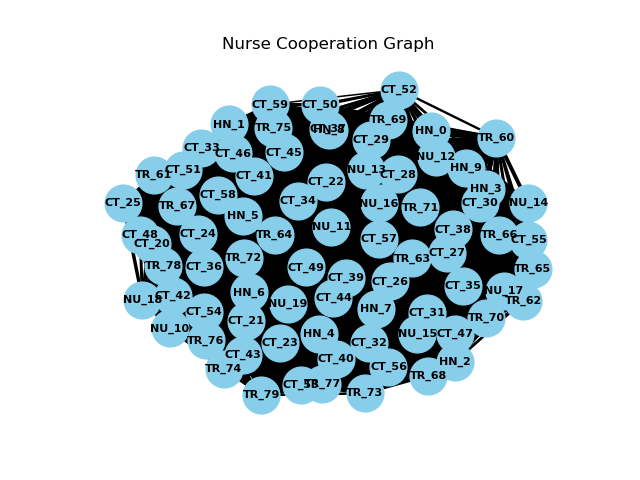 Nurse Cooperation Graph
CT_52
CT_59
CT_50
TR_69
HN_1
TR_75
HN_0
TR_60
CT_29
CT_33
CT_46
CT_45
NU_12
HN_9
TR_61
CT_51
NU_13
CT_28
CT_41
CT_22
HN_3
CT_58
CT_34
CT_25
TR_67
NU_16
TR_71
CT_30
NU_14
HN_5
NU_11
CT_38
CT_48
CT_24
TR_64
TR_66
CT_55
CT_20
CT_57
CT_27
TR_72
TR_63
TR_78
CT_36
CT_49
TR_65
CT_39
CT_26
CT_35
NU_17
HN_6
CT_42
NU_18
NU_19
CT_44
TR_62
HN_7
CT_54
CT_31
TR_70
CT_21
NU_10
HN_4
NU_15
CT_47
TR_76
CT_23
CT_32
CT_43
CT_40
HN_2
TR_74
CT_56
TR_68
TR_77
TR_79
TR_73